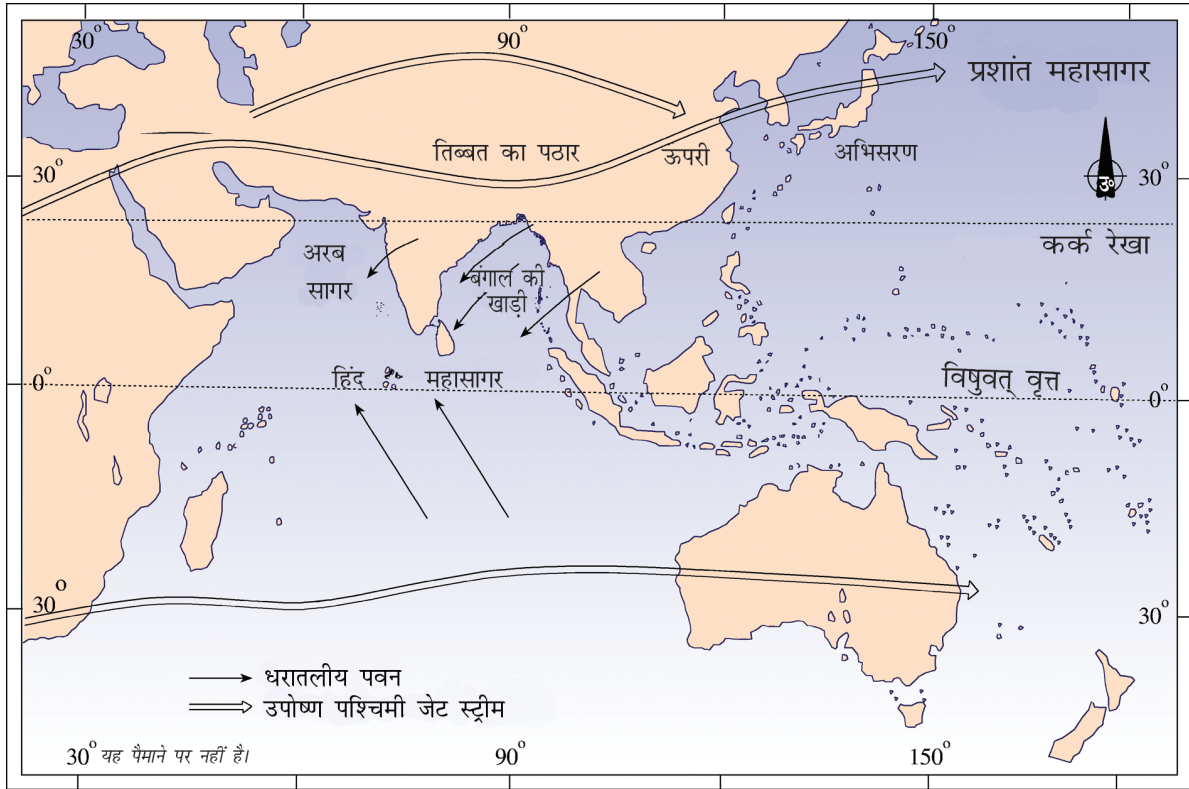 30°
90°
150°
प्रशांत महासागर
तिब्बत का पठार
ऊपरी
अभिसरण
30°
30°
उ॰
कर्क रेखा
अरब
सागर
बंगाल की
खाड़ी
हिंद
महासागर
0°
विषुवत् वृत्त
0°
30°
30°
धरातलीय पवन
उपोष्ण पश्चिमी जेट स्ट्रीम
30°
यह पैमाने पर नहीं है।
90°
150°